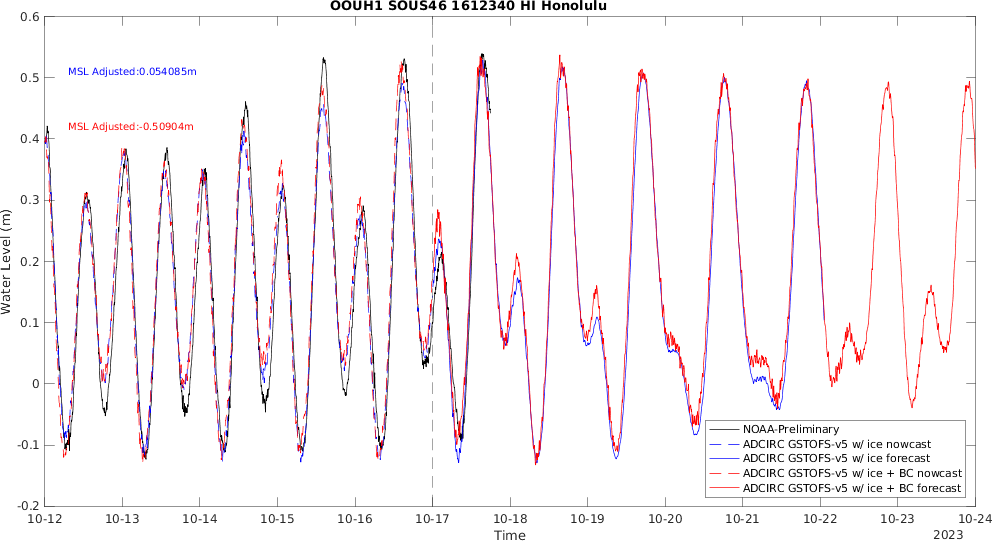 OOUH1 SOUS46 1612340 HI Honolulu
0.6
0.5
0.4
0.3
0.2
0.1
0
-0.1
-0.2
Water Level (m)
MSL Adjusted:0.054085m
MSL Adjusted:-0.50904m
NOAA-Preliminary
ADCIRC GSTOFS-v5 w/ ice nowcast
ADCIRC GSTOFS-v5 w/ ice forecast
ADCIRC GSTOFS-v5 w/ ice + BC nowcast
ADCIRC GSTOFS-v5 w/ ice + BC forecast
10-12 10-13 10-14 10-15 10-16 10-17 10-18 10-19 10-20 10-21 10-22 10-23 10-24
Time
2023